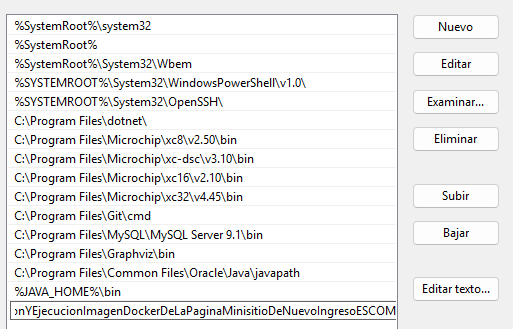 %SystemRoot%\system32
%SystemRoot%
%SystemRoot%\System32\Wbem
%SYSTEMROOT%\System32\WindowsPowerShell\v1.0\
%SYSTEMROOT%\System32\OpenSSH\
C:\Program Files\dotnet\
C:\Program Files\Microchip\xc8\v2.50\bin
C:\Program Files\Microchip\xc-dsc\v3.10\bin
C:\Program Files\Microchip\xc16\v2.10\bin
C:\Program Files\Microchip\xc32\v4.45\bin
C:\Program Files\Git\cmd
C:\Program Files\MySQL\MySQL Server 9.1\bin
C:\Program Files\Graphviz\bin
C:\Program Files\Common Files\Oracle\Java\javapath
%JAVA_HOME%\bin
onYEjecucionImagenDockerDeLaPaginaMinisitioDeNuevoIngresoESCOM
Nuevo
Editar
Examinar...
Eliminar
Subir
Bajar
Editar texto...